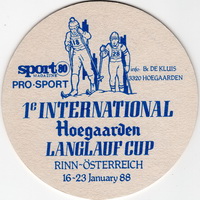 sport 80
MAGAZINE
PRO-SPORT
info: Br. DE KLUIS
3320 HOEGAARDEN
1e INTERNATIONAL
Hoegaarden
LANGLAUF CUP
RINN-ÖSTERREICH
16-23 January 88